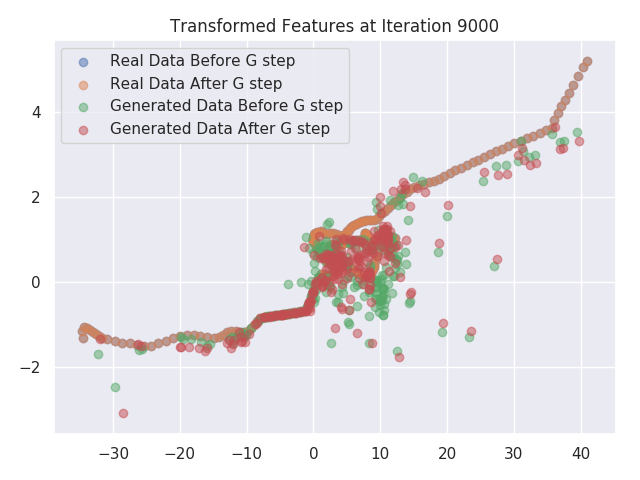 Transformed Features at Iteration 9000
Real Data Before G step
Real Data After G step
Generated Data Before G step
Generated Data After G step
4
2
0
−2
−30
−20
−10
0
10
20
30
40